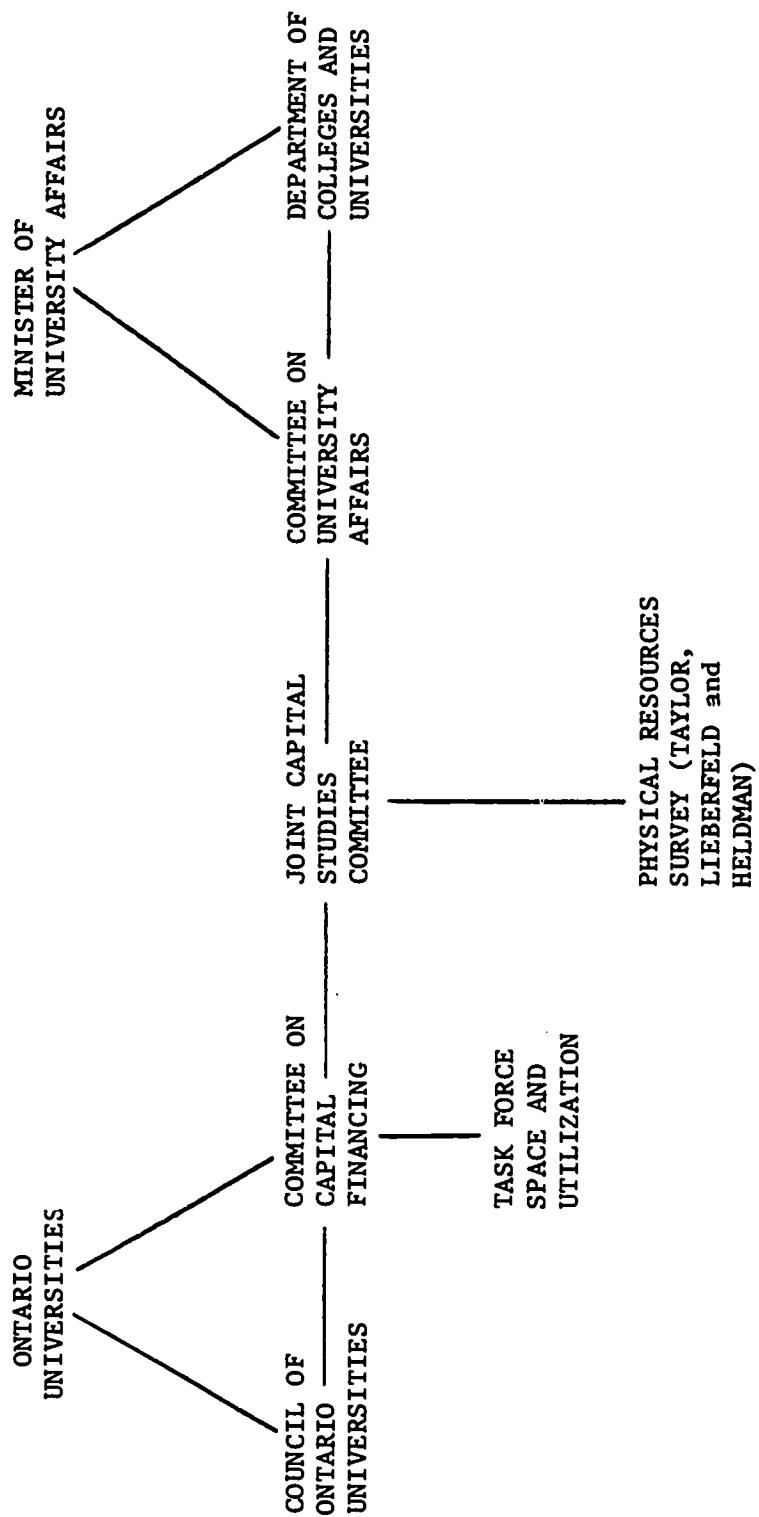 ONTARIO
UNIVERSITIES
MINISTER OF
UNIVERSITY AFFAIRS
COUNCIL OF
ONTARIO
UNIVERSITIES
COMMITTEE ON
CAPITAL
FINANCING
JOINT CAPITAL
STUDIES
COMMITTEE
COMMITTEE ON
UNIVERSITY
AFFAIRS
DEPARTMENT OF
COLLEGES AND
UNIVERSITIES
TASK FORCE
SPACE AND
UTILIZATION
PHYSICAL RESOURCES
SURVEY (TAYLOR,
LIEBERFELD and
HELDMAN)